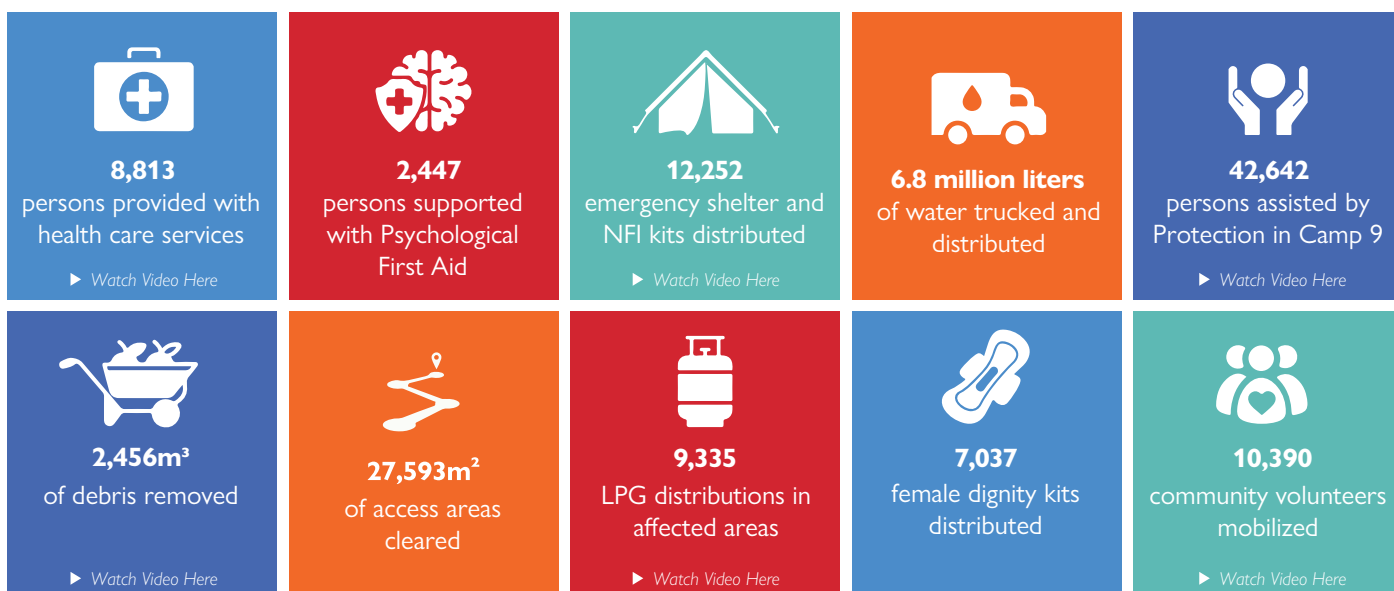 8,813
persons provided with
health care services
▶ Watch Video Here
2,447
persons supported
with Psychological
First Aid
12,252
emergency shelter and
NFI kits distributed
▶ Watch Video Here
6.8 million liters
of water trucked and
distributed
42,642
persons assisted by
Protection in Camp 9
▶ Watch Video Here
2,456m³
of debris removed
▶ Watch Video Here
27,593m²
of access areas
cleared
9,335
LPG distributions in
affected areas
▶ Watch Video Here
7,037
female dignity kits
distributed
10,390
community volunteers
mobilized
▶ Watch Video Here